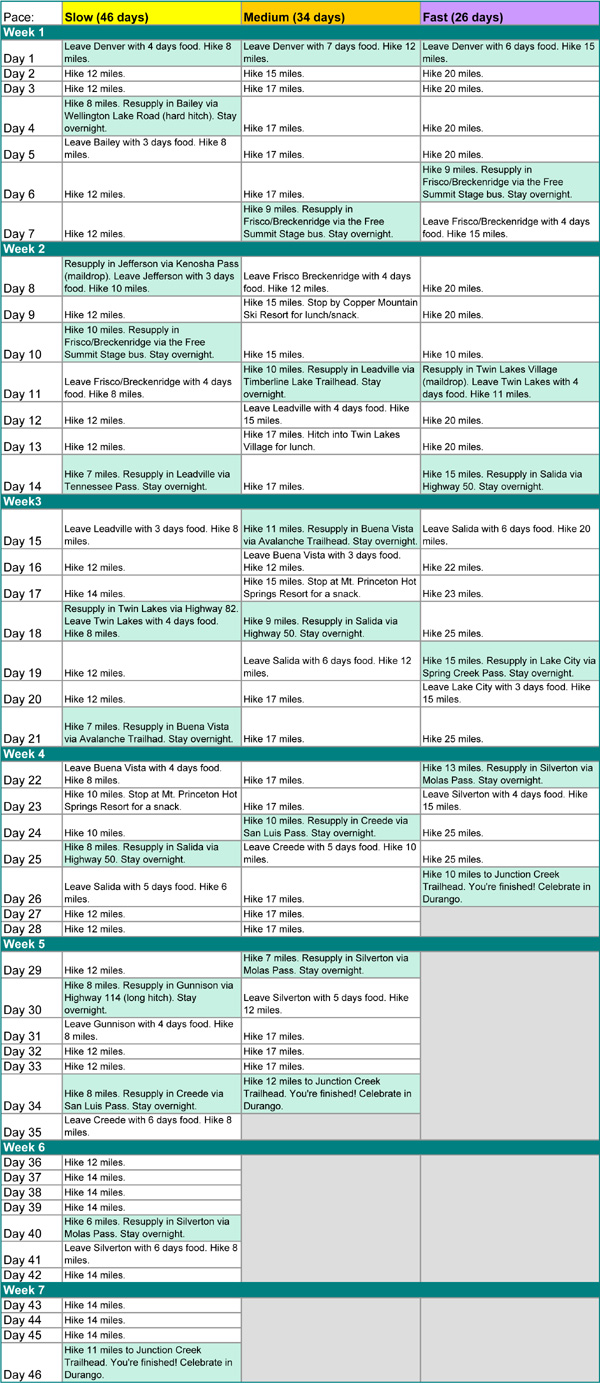 Pace: Slow (46 days) Medium (34 days) Fast (26 days)
Week 1
Day 1
Leave Denver with 4 days food. Hike 8
miles.
Leave Denver with 7 days food. Hike 12
miles.
Leave Denver with 6 days food. Hike 15
miles.
Day 2 Hike 12 miles. Hike 15 miles. Hike 20 miles.
Day 3 Hike 12 miles. Hike 17 miles. Hike 20 miles.
Day 4
Hike 8 miles. Resupply in Bailey via
Wellington Lake Road (hard hitch). Stay
overnight.
Hike 17 miles.
Hike 20 miles.
Day 5
Leave Bailey with 3 days food. Hike 8
miles.
Hike 17 miles.
Hike 20 miles.
Day 6
Hike 12 miles.
Hike 17 miles.
Hike 9 miles. Resupply in
Frisco/Breckenridge via the Free
Summit Stage bus. Stay overnight.
Day 7
Hike 12 miles.
Hike 9 miles. Resupply in
Frisco/Breckenridge via the Free
Summit Stage bus. Stay overnight.
Leave Frisco/Breckenridge with 4 days
food. Hike 15 miles.
Week 2
Day 8
Resupply in Jefferson via Kenosha Pass
(maildrop). Leave Jefferson with 3 days
food. Hike 10 miles.
Leave Frisco Breckenridge with 4 days
food. Hike 12 miles.
Hike 20 miles.
Day 9
Hike 12 miles.
Hike 15 miles. Stop by Copper Mountain
Ski Resort for lunch/snack.
Hike 20 miles.
Day 10
Hike 10 miles. Resupply in
Frisco/Breckenridge via the Free
Summit Stage bus. Stay overnight.
Hike 15 miles.
Hike 10 miles.
Day 11
Leave Frisco/Breckenridge with 4 days
food. Hike 8 miles.
Hike 10 miles. Resupply in Leadville via
Timberline Lake Trailhead. Stay
overnight.
Resupply in Twin Lakes Village
(maildrop). Leave Twin Lakes with 4
days food. Hike 11 miles.
Day 12
Hike 12 miles.
Leave Leadville with 4 days food. Hike
15 miles.
Hike 20 miles.
Day 13
Hike 12 miles.
Hike 17 miles. Hitch into Twin Lakes
Village for lunch.
Hike 20 miles.
Day 14
Hike 7 miles. Resupply in Leadville via
Tennessee Pass. Stay overnight.
Hike 17 miles.
Hike 15 miles. Resupply in Salida via
Highway 50. Stay overnight.
Week3
Day 15
Leave Leadville with 3 days food. Hike 8
miles.
Hike 11 miles. Resupply in Buena Vista
via Avalanche Trailhead. Stay overnight.
Leave Salida with 6 days food. Hike 20
miles.
Day 16
Hike 12 miles.
Leave Buena Vista with 3 days food.
Hike 12 miles.
Hike 22 miles.
Day 17
Hike 14 miles.
Hike 15 miles. Stop at Mt. Princeton Hot
Springs Resort for a snack.
Hike 23 miles.
Day 18
Resupply in Twin Lakes via Highway 82.
Leave Twin Lakes with 4 days food.
Hike 8 miles.
Hike 9 miles. Resupply in Salida via
Highway 50. Stay overnight.
Hike 25 miles.
Day 19
Hike 12 miles.
Leave Salida with 6 days food. Hike 12
miles.
Hike 15 miles. Resupply in Lake City via
Spring Creek Pass. Stay overnight.
Day 20
Hike 12 miles.
Hike 17 miles.
Leave Lake City with 3 days food. Hike
15 miles.
Day 21
Hike 7 miles. Resupply in Buena Vista
via Avalanche Trailhad. Stay overnight.
Hike 17 miles.
Hike 25 miles.
Week 4
Day 22
Leave Buena Vista with 4 days food.
Hike 8 miles.
Hike 17 miles.
Hike 13 miles. Resupply in Silverton via
Molas Pass. Stay overnight.
Day 23
Hike 10 miles. Stop at Mt. Princeton Hot
Springs Resort for a snack.
Hike 17 miles.
Leave Silverton with 4 days food. Hike
15 miles.
Day 24
Hike 10 miles.
Hike 10 miles. Resupply in Creede via
San Luis Pass. Stay overnight.
Hike 25 miles.
Day 25
Hike 8 miles. Resupply in Salida via
Highway 50. Stay overnight.
Leave Creede with 5 days food. Hike 10
miles.
Hike 25 miles.
Day 26
Leave Salida with 5 days food. Hike 6
miles.
Hike 17 miles.
Hike 10 miles to Junction Creek
Trailhead. You're finished! Celebrate in
Durango.
Day 27 Hike 12 miles. Hike 17 miles.
Day 28 Hike 12 miles. Hike 17 miles.
Week 5
Day 29
Hike 12 miles.
Hike 7 miles. Resupply in Silverton via
Molas Pass. Stay overnight.
Day 30
Hike 8 miles. Resupply in Gunnison via
Highway 114 (long hitch). Stay
overnight.
Leave Silverton with 5 days food. Hike
12 miles.
Day 31
Leave Gunnison with 4 days food. Hike
8 miles.
Hike 17 miles.
Day 32 Hike 12 miles. Hike 17 miles.
Day 33 Hike 12 miles. Hike 17 miles.
Day 34
Hike 8 miles. Resupply in Creede via
San Luis Pass. Stay overnight.
Hike 12 miles to Junction Creek
Trailhead. You're finished! Celebrate in
Durango.
Day 35
Leave Creede with 6 days food. Hike 8
miles.
Week 6
Day 36 Hike 12 miles.
Day 37 Hike 14 miles.
Day 38 Hike 14 miles.
Day 39 Hike 14 miles.
Day 40
Hike 6 miles. Resupply in Silverton via
Molas Pass. Stay overnight.
Day 41
Leave Silverton with 6 days food. Hike 8
miles.
Day 42 Hike 14 miles.
Week 7
Day 43 Hike 14 miles.
Day 44 Hike 14 miles.
Day 45 Hike 14 miles.
Day 46
Hike 11 miles to Junction Creek
Trailhead. You're finished! Celebrate in
Durango.